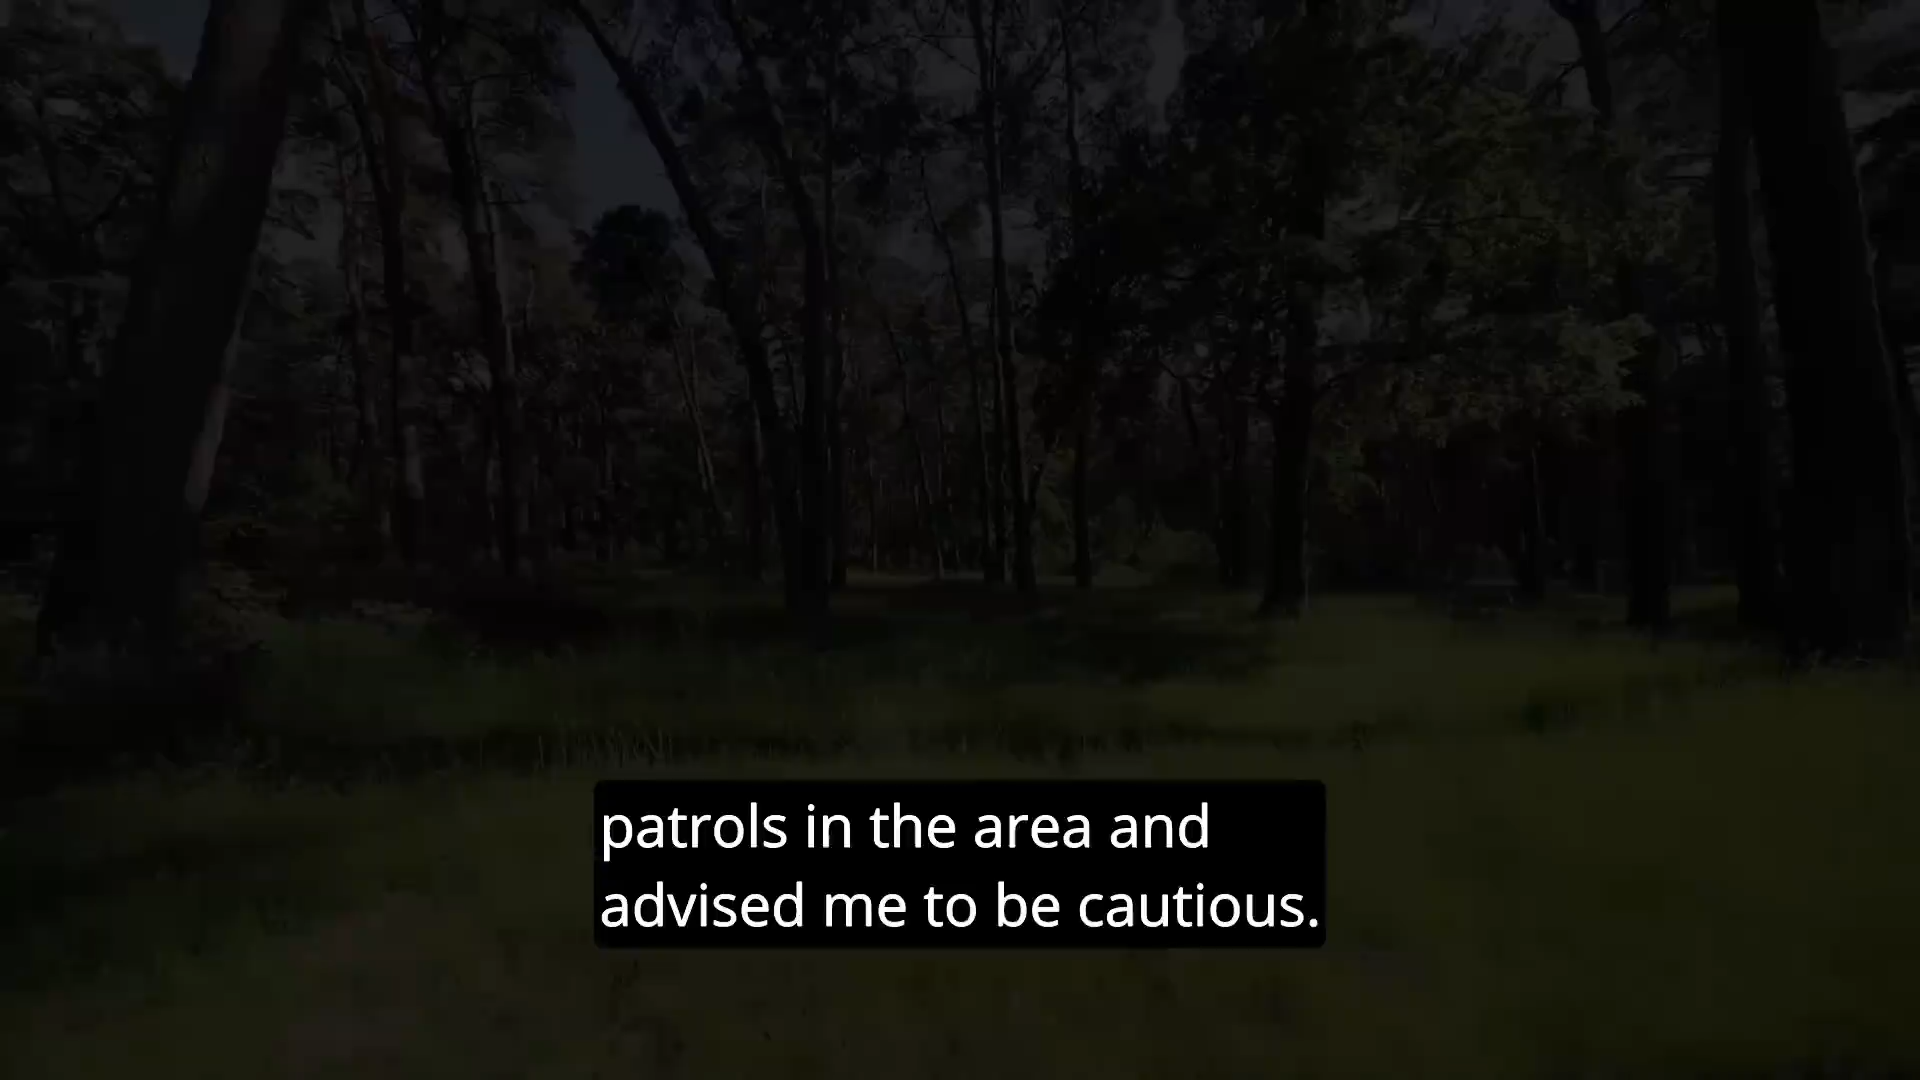 patrols in the area and
advised me to be cautious.